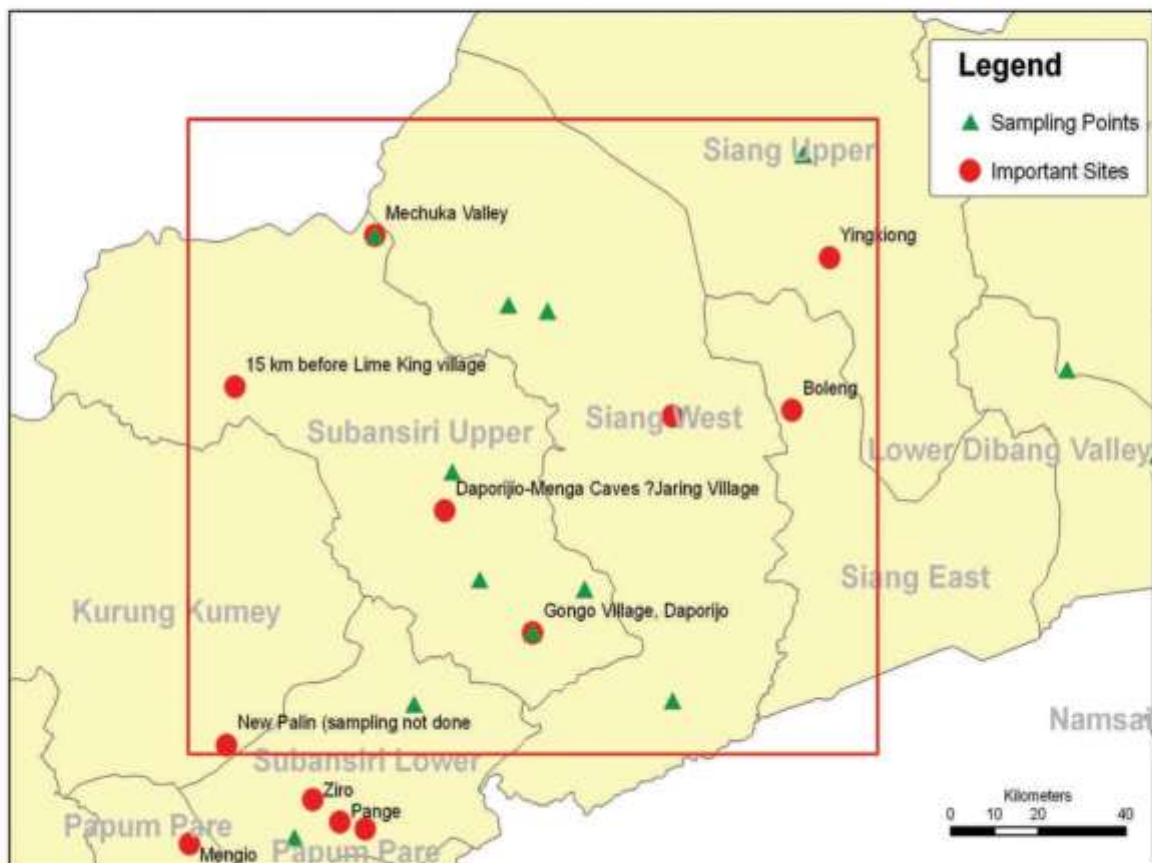 Legend
Sampling Points
Important Sites
Siang Upper
Mechuka Valley
Yingkiong
15 km before Lime King village
Boleng
Subansiri Upper
Siang West
Lower Dibang Valley
Daporijio-Menga Caves ?Jaring Village
Siang East
Kurung Kumey
Gongo Village, Daporijo
New Palin (sampling not done
Namsai
Subansiri Lower
Ziro
Pange
Papum Pare
Mengio
Papum Pare
Kilometers
0 10 20 40